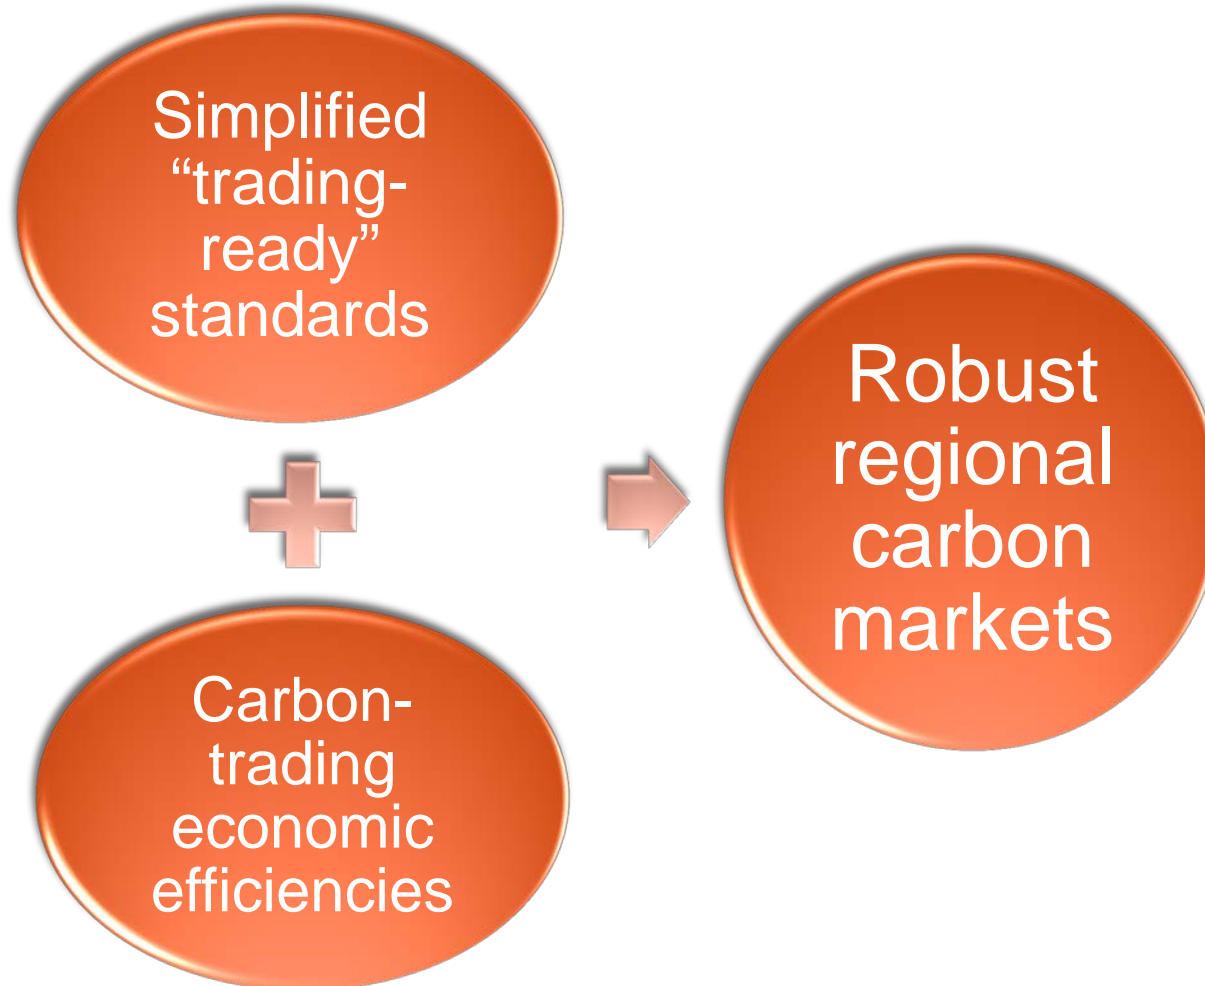 Simplified
“trading-
ready”
standards
Carbon-
trading
economic
efficiencies
Robust
regional
carbon
markets